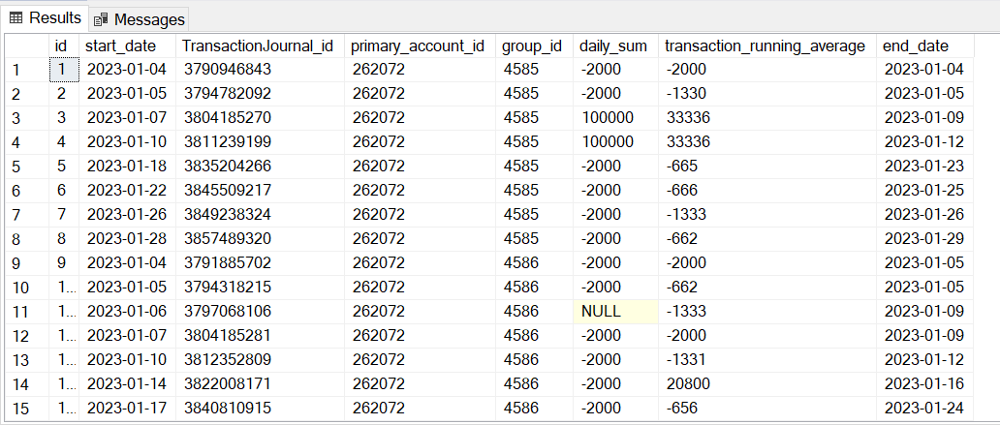 Results Messages
id start_date TransactionJournal_id primary_account_id group_id daily_sum transaction_running_average end_date
1 1 2023-01-04 3790946843 262072 4585 -2000 -2000 2023-01-04
2 2 2023-01-05 3794782092 262072 4585 -2000 -1330 2023-01-05
3 3 2023-01-07 3804185270 262072 4585 100000 33336 2023-01-09
4 4 2023-01-10 3811239199 262072 4585 100000 33336 2023-01-12
5 5 2023-01-18 3835204266 262072 4585 -2000 -665 2023-01-23
6 6 2023-01-22 3845509217 262072 4585 -2000 -666 2023-01-25
7 7 2023-01-26 3849238324 262072 4585 -2000 -1333 2023-01-26
8 8 2023-01-28 3857489320 262072 4585 -2000 -662 2023-01-29
9 9 2023-01-04 3791885702 262072 4586 -2000 -2000 2023-01-05
10 1... 2023-01-05 3794318215 262072 4586 -2000 -662 2023-01-05
11 1... 2023-01-06 3797068106 262072 4586 NULL -1333 2023-01-09
12 1... 2023-01-07 3804185281 262072 4586 -2000 -2000 2023-01-09
13 1... 2023-01-10 3812352809 262072 4586 -2000 -1331 2023-01-12
14 1... 2023-01-14 3822008171 262072 4586 -2000 20800 2023-01-16
15 1... 2023-01-17 3840810915 262072 4586 -2000 -656 2023-01-24